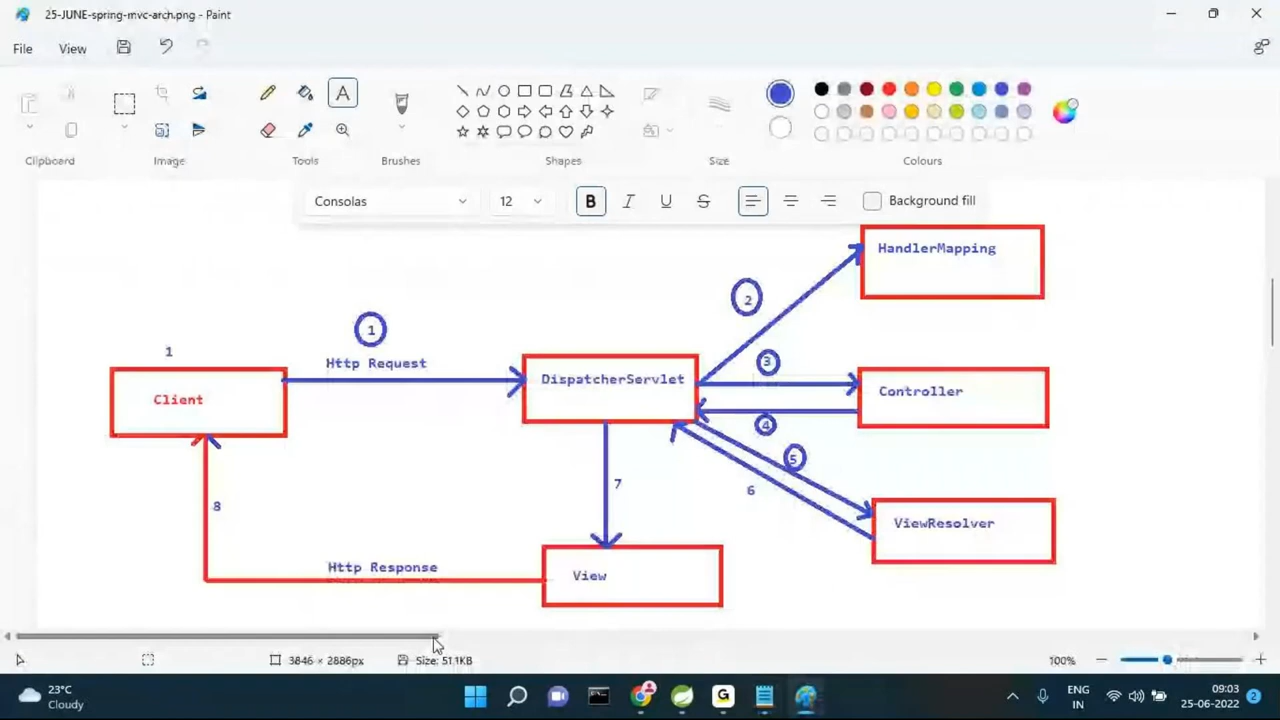 25-JUNE-spring-mvc-arch.png - Paint
File View
Clipboard Image Tools Brushes Shapes Size Colours
Consolas 12 B I U S Background fill
HandlerMapping
2
1
1
Http Request
3
Client
DispatcherServlet
Controller
4
5
6
7
8
ViewResolver
Http Response
View
3846 × 2886px Size: 51.1KB 100%
23°C
Cloudy
ENG
IN
09:03
25-06-2022
2